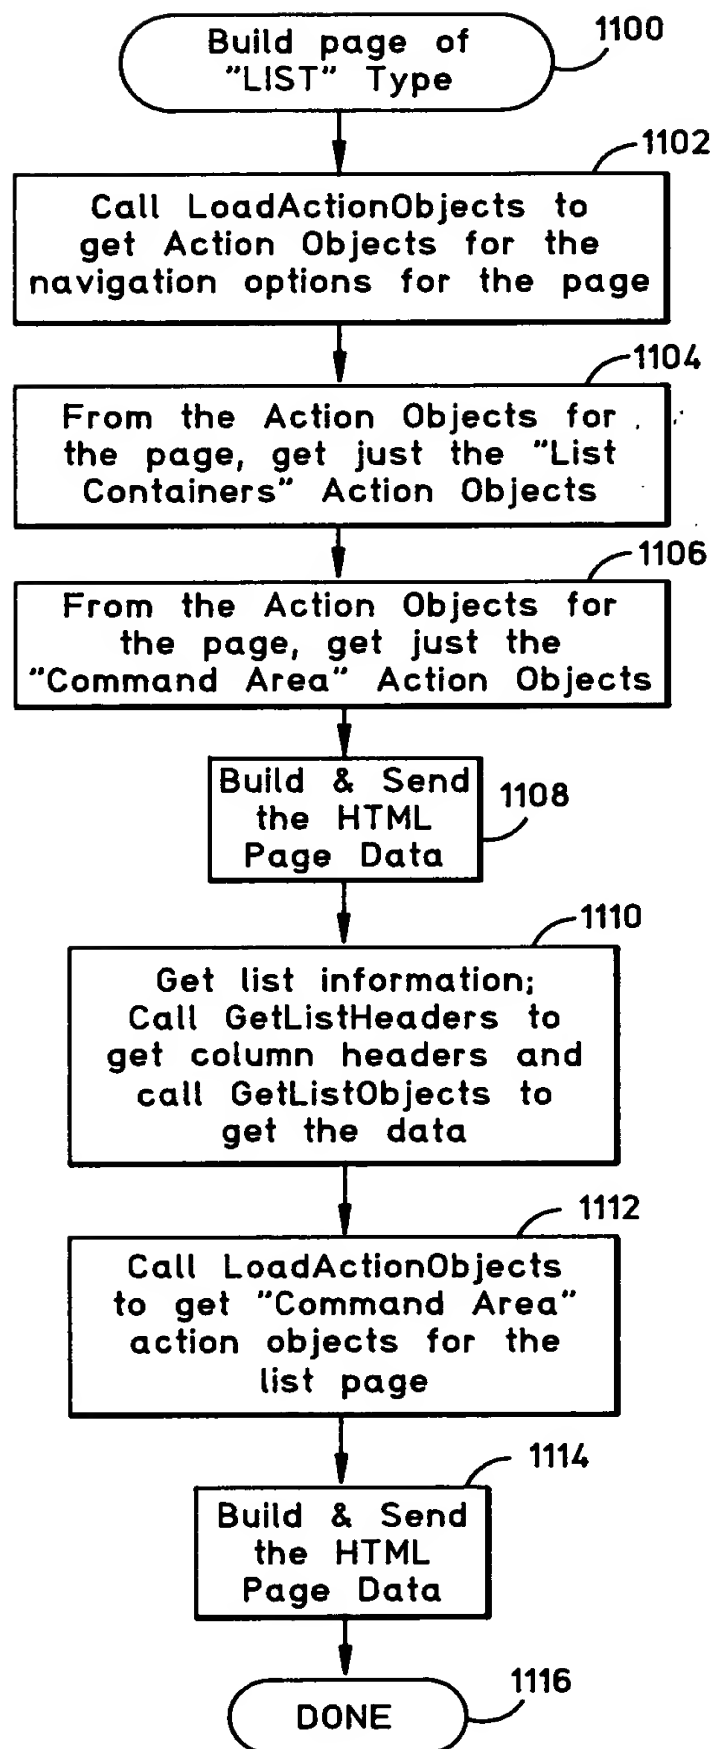 Build page of
"LIST" Type
1100
1102
Call LoadActionObjects to
get Action Objects for the
navigation options for the page
1104
From the Action Objects for
the page, get just the "List
Containers" Action Objects
1106
From the Action Objects for
the page, get just the
"Command Area" Action Objects
Build & Send
the HTML
Page Data
1108
1110
Get list information;
Call GetListHeaders to
get column headers and
call GetListObjects to
get the data
1112
Call LoadActionObjects
to get "Command Area"
action objects for the
list page
1114
Build & Send
the HTML
Page Data
1116
DONE